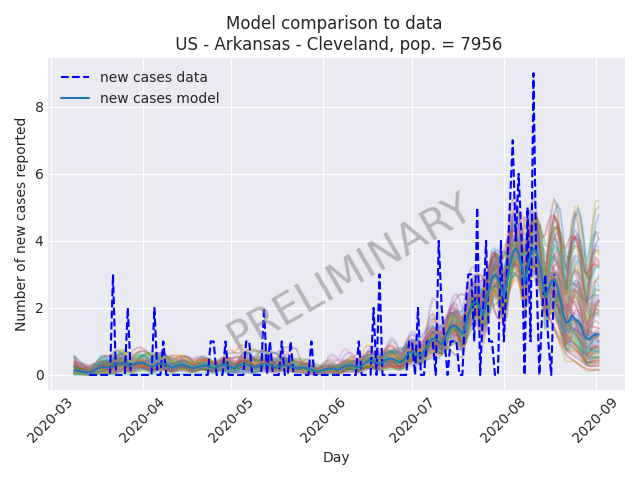 Model comparison to data
US - Arkansas - Cleveland, pop. = 7956
new cases data
new cases model
PRELIMINARY
Number of new cases reported
8
6
4
2
0
2020-03
2020-04
2020-05
2020-06
2020-07
2020-08
2020-09
Day